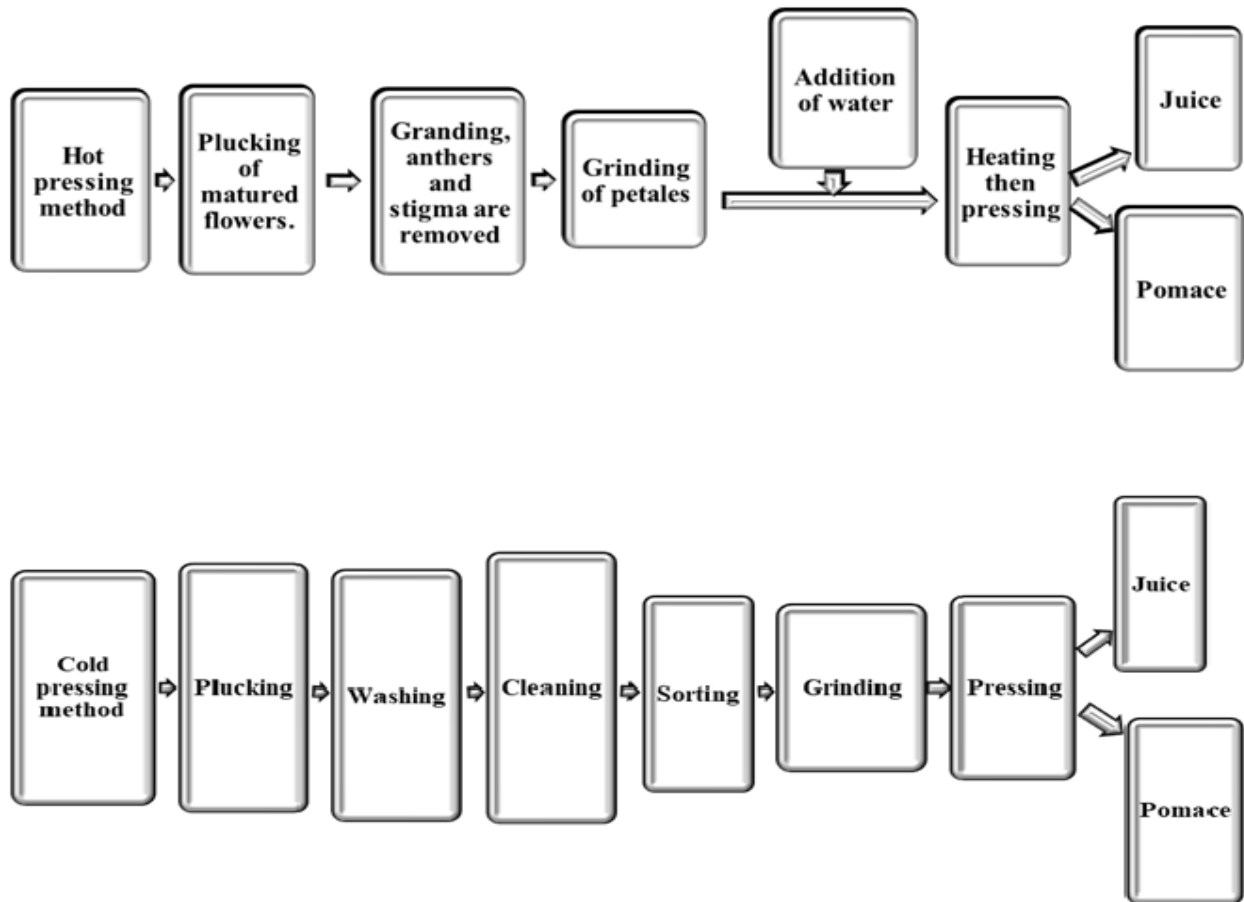 Hot
pressing
method
Plucking
of
matured
flowers.
Granding,
anthers
and
stigma are
removed
Grinding
of petales
Addition
of water
Heating
then
pressing
Juice
Pomace
Cold
pressing
method
Plucking
Washing
Cleaning
Sorting
Grinding
Pressing
Juice
Pomace